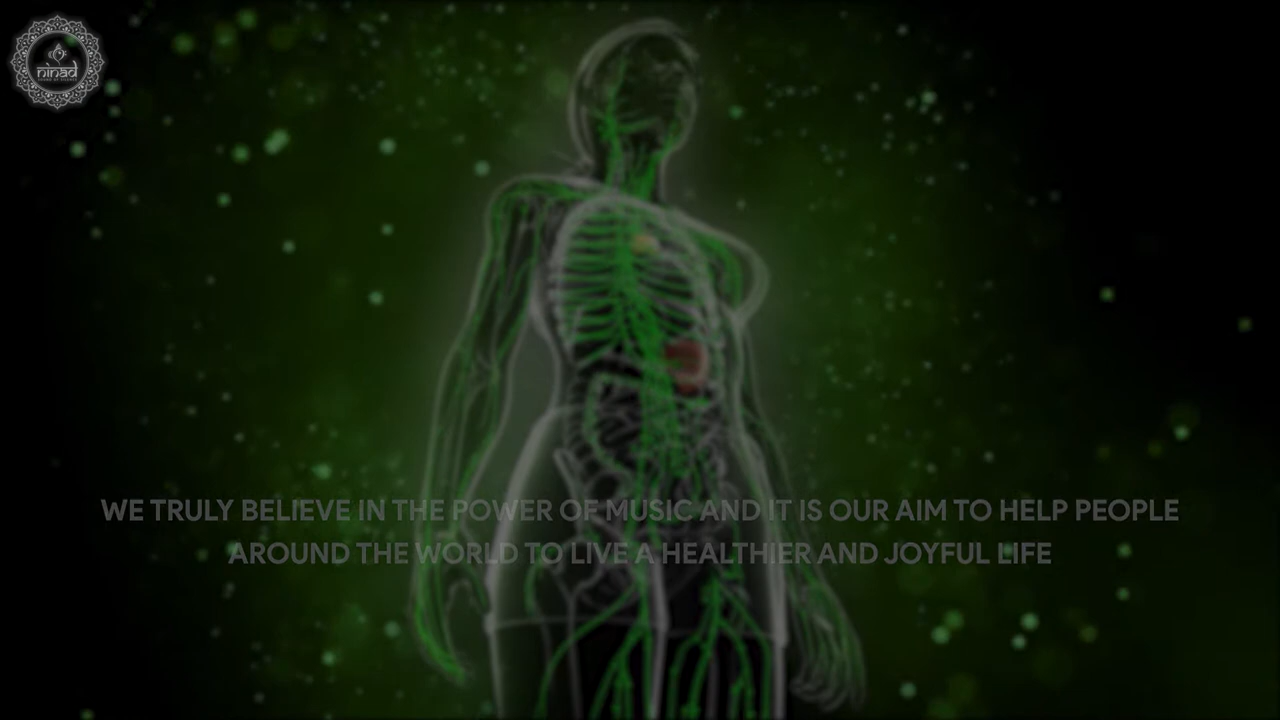 ninad
WE TRULY BELIEVE IN THE POWER OF MUSIC AND IT IS OUR AIM TO HELP PEOPLE
AROUND THE WORLD TO LIVE A HEALTHIER AND JOYFUL LIFE